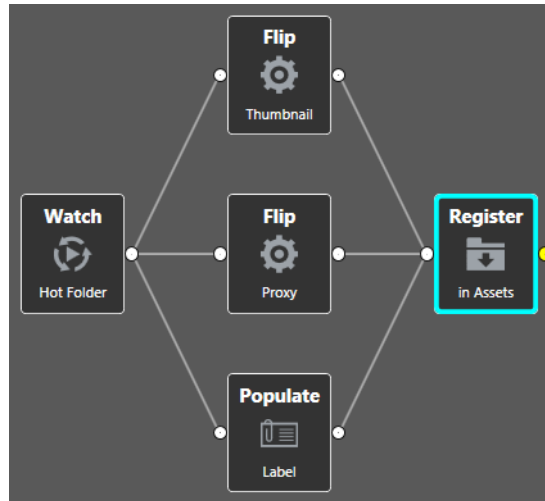 Flip
Thumbnail
Watch
Hot Folder
Flip
Proxy
Register
in Assets
Populate
Label